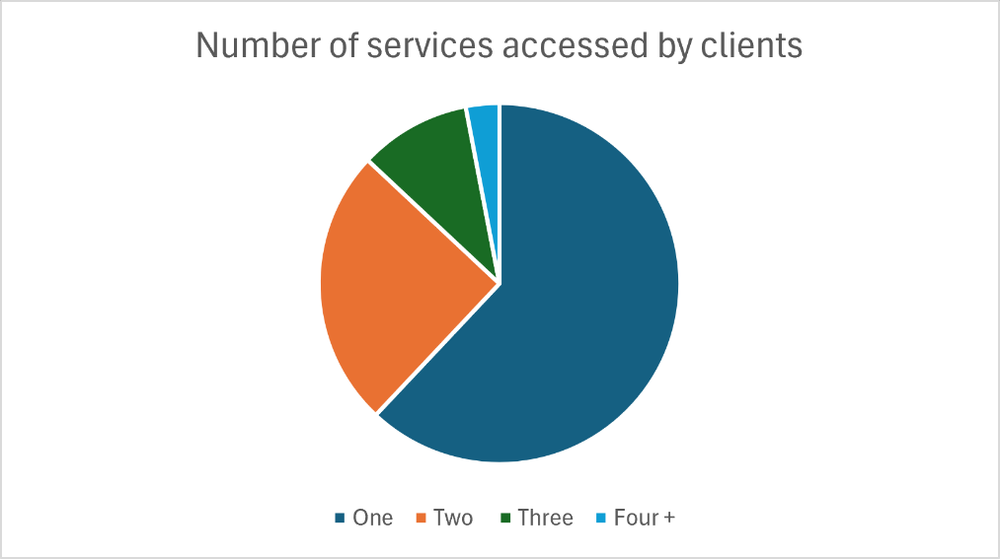 Number of services accessed by clients
One Two Three Four +